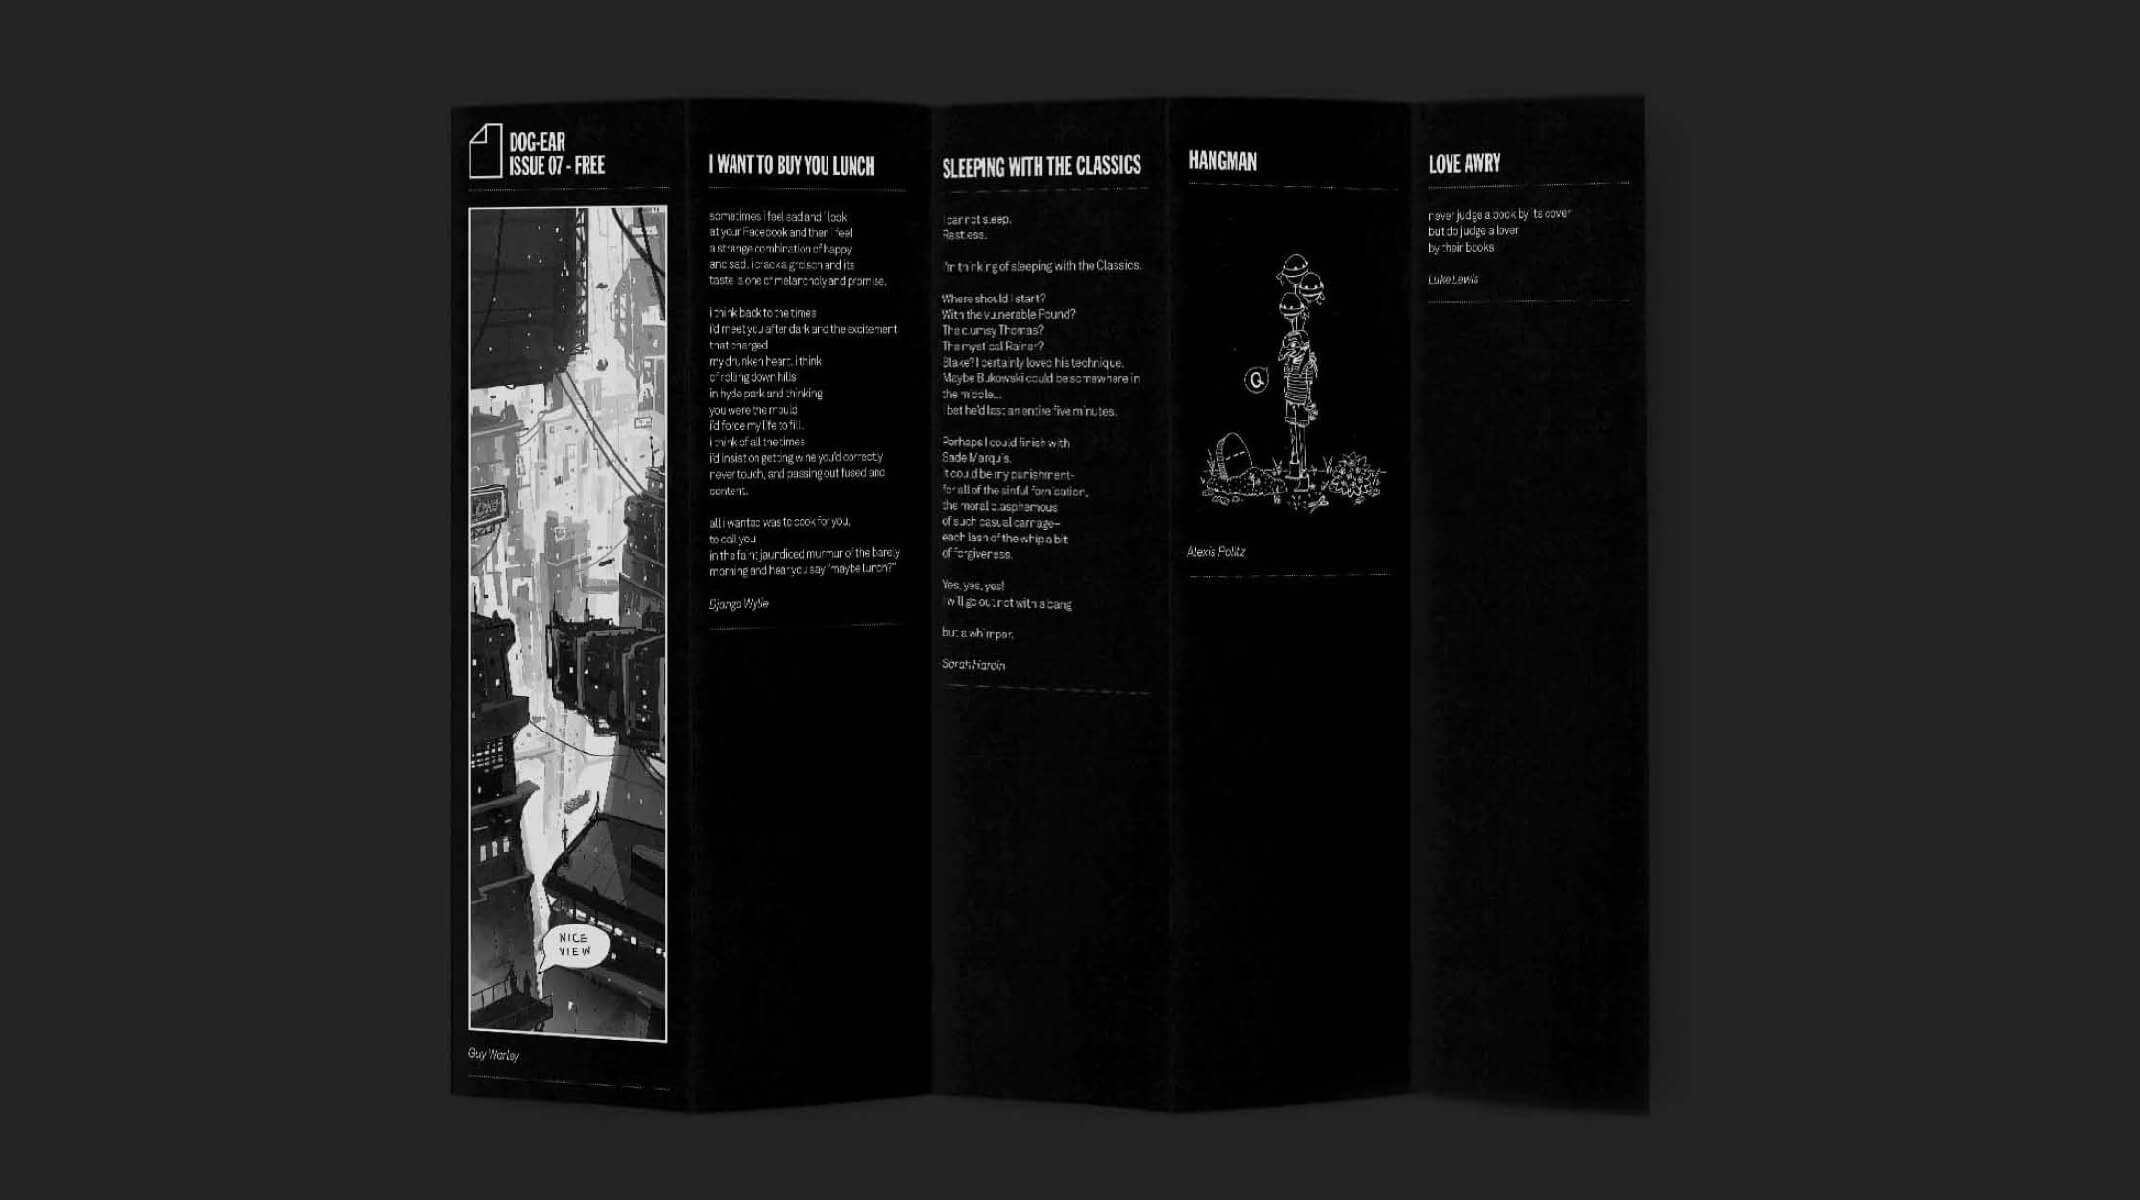 DOG-EAR
ISSUE 07 - FREE
NICE
VIEW
Guy Warley
I WANT TO BUY YOU LUNCH
sometimes i feel sad and i look
at your Facebook and then i feel
a strange combination of happy
and sad. i crack a grolsch and its
taste is one of melancholy and promise.
i think back to the times
i'd meet you after dark and the excitement
that charged
my drunken heart. i think
of rolling down hills
in hyde park and thinking
you were the mould
i'd force my life to fill.
i think of all the times
i'd insist on getting wine you'd correctly
never touch, and passing out fused and
content.
all i wanted was to cook for you,
to call you
in the faint jaundiced murmur of the barely
morning and hear you say "maybe lunch?"
Django Wylie
SLEEPING WITH THE CLASSICS
I cannot sleep.
Restless.
I'm thinking of sleeping with the Classics.
Where should I start?
With the vulnerable Pound?
The clumsy Thomas?
The mystical Rainer?
Blake? I certainly loved his technique.
Maybe Bukowski could be somewhere in
the middle...
I bet he'd last an entire five minutes.
Perhaps I could finish with
Sade Marquis.
It could be my punishment-
for all of the sinful fornication,
the moral blasphemous
of such casual carnage-
each lash of the whip a bit
of forgiveness.
Yes, yes, yes!
I will go out not with a bang
but a whimper.
Sarah Hardin
HANGMAN
Q
Alexis Politz
LOVE AWRY
never judge a book by its cover
but do judge a lover
by their books
Luke Lewis